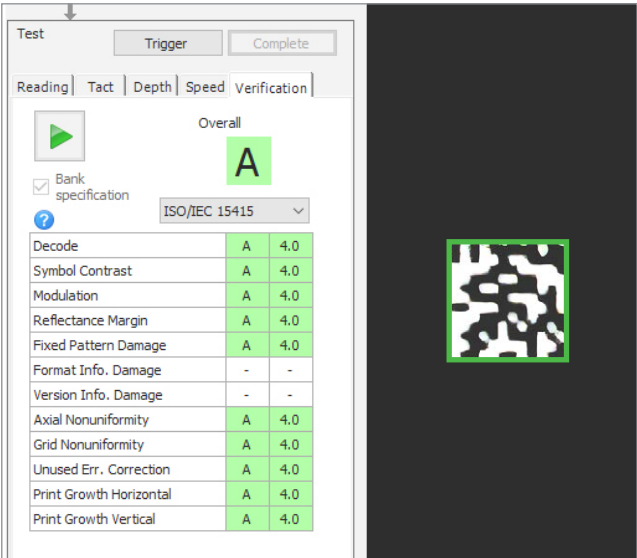 Test
Trigger Complete
Reading Tact Depth Speed Verification
Overall
A
Bank
specification
ISO/IEC 15415
?
Decode A 4.0
Symbol Contrast A 4.0
Modulation A 4.0
Reflectance Margin A 4.0
Fixed Pattern Damage A 4.0
Format Info. Damage - -
Version Info. Damage - -
Axial Nonuniformity A 4.0
Grid Nonuniformity A 4.0
Unused Err. Correction A 4.0
Print Growth Horizontal A 4.0
Print Growth Vertical A 4.0